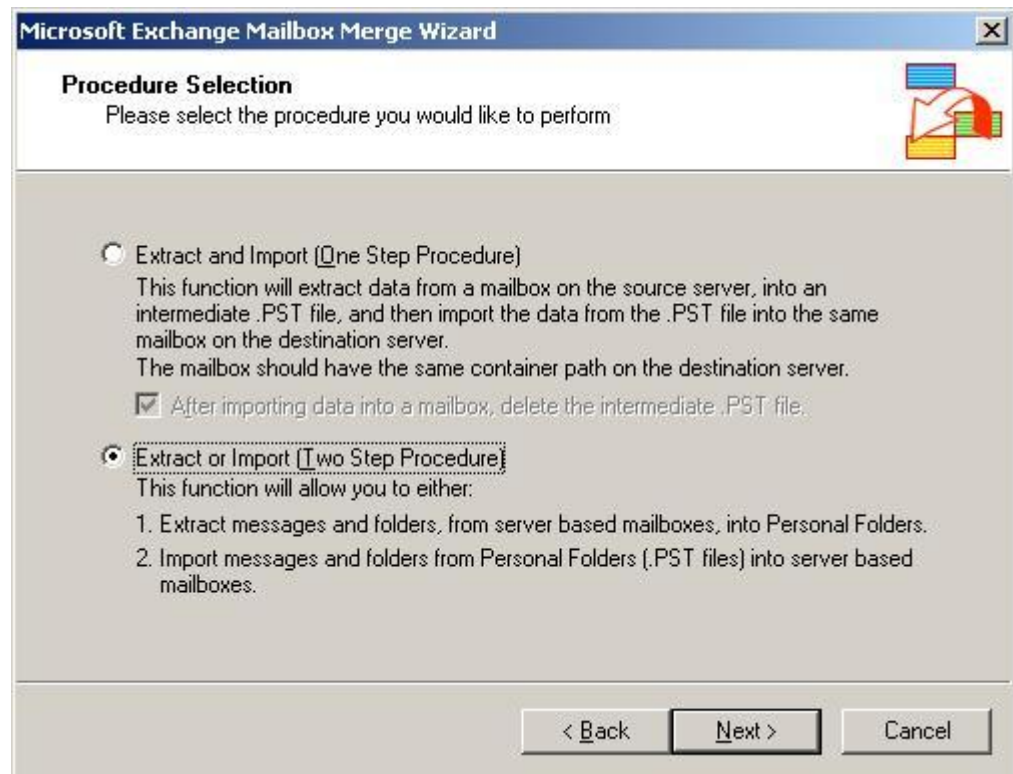 Microsoft Exchange Mailbox Merge Wizard
Procedure Selection
Please select the procedure you would like to perform
Extract and Import (One Step Procedure)
This function will extract data from a mailbox on the source server, into an
intermediate .PST file, and then import the data from the .PST file into the same
mailbox on the destination server.
The mailbox should have the same container path on the destination server.
After importing data into a mailbox, delete the intermediate .PST file.
Extract or Import (Two Step Procedure)
This function will allow you to either:
1. Extract messages and folders, from server based mailboxes, into Personal Folders.
2. Import messages and folders from Personal Folders (.PST files) into server based
mailboxes.
< Back Next > Cancel